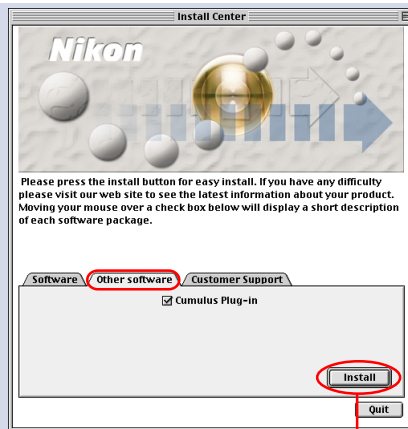 Install Center
Nikon
Please press the install button for easy install. If you have any difficulty
please visit our web site to see the latest information about your product.
Moving your mouse over a check box below will display a short description
of each software package.
Software Other software Customer Support
Cumulus Plug-in
Install
Quit